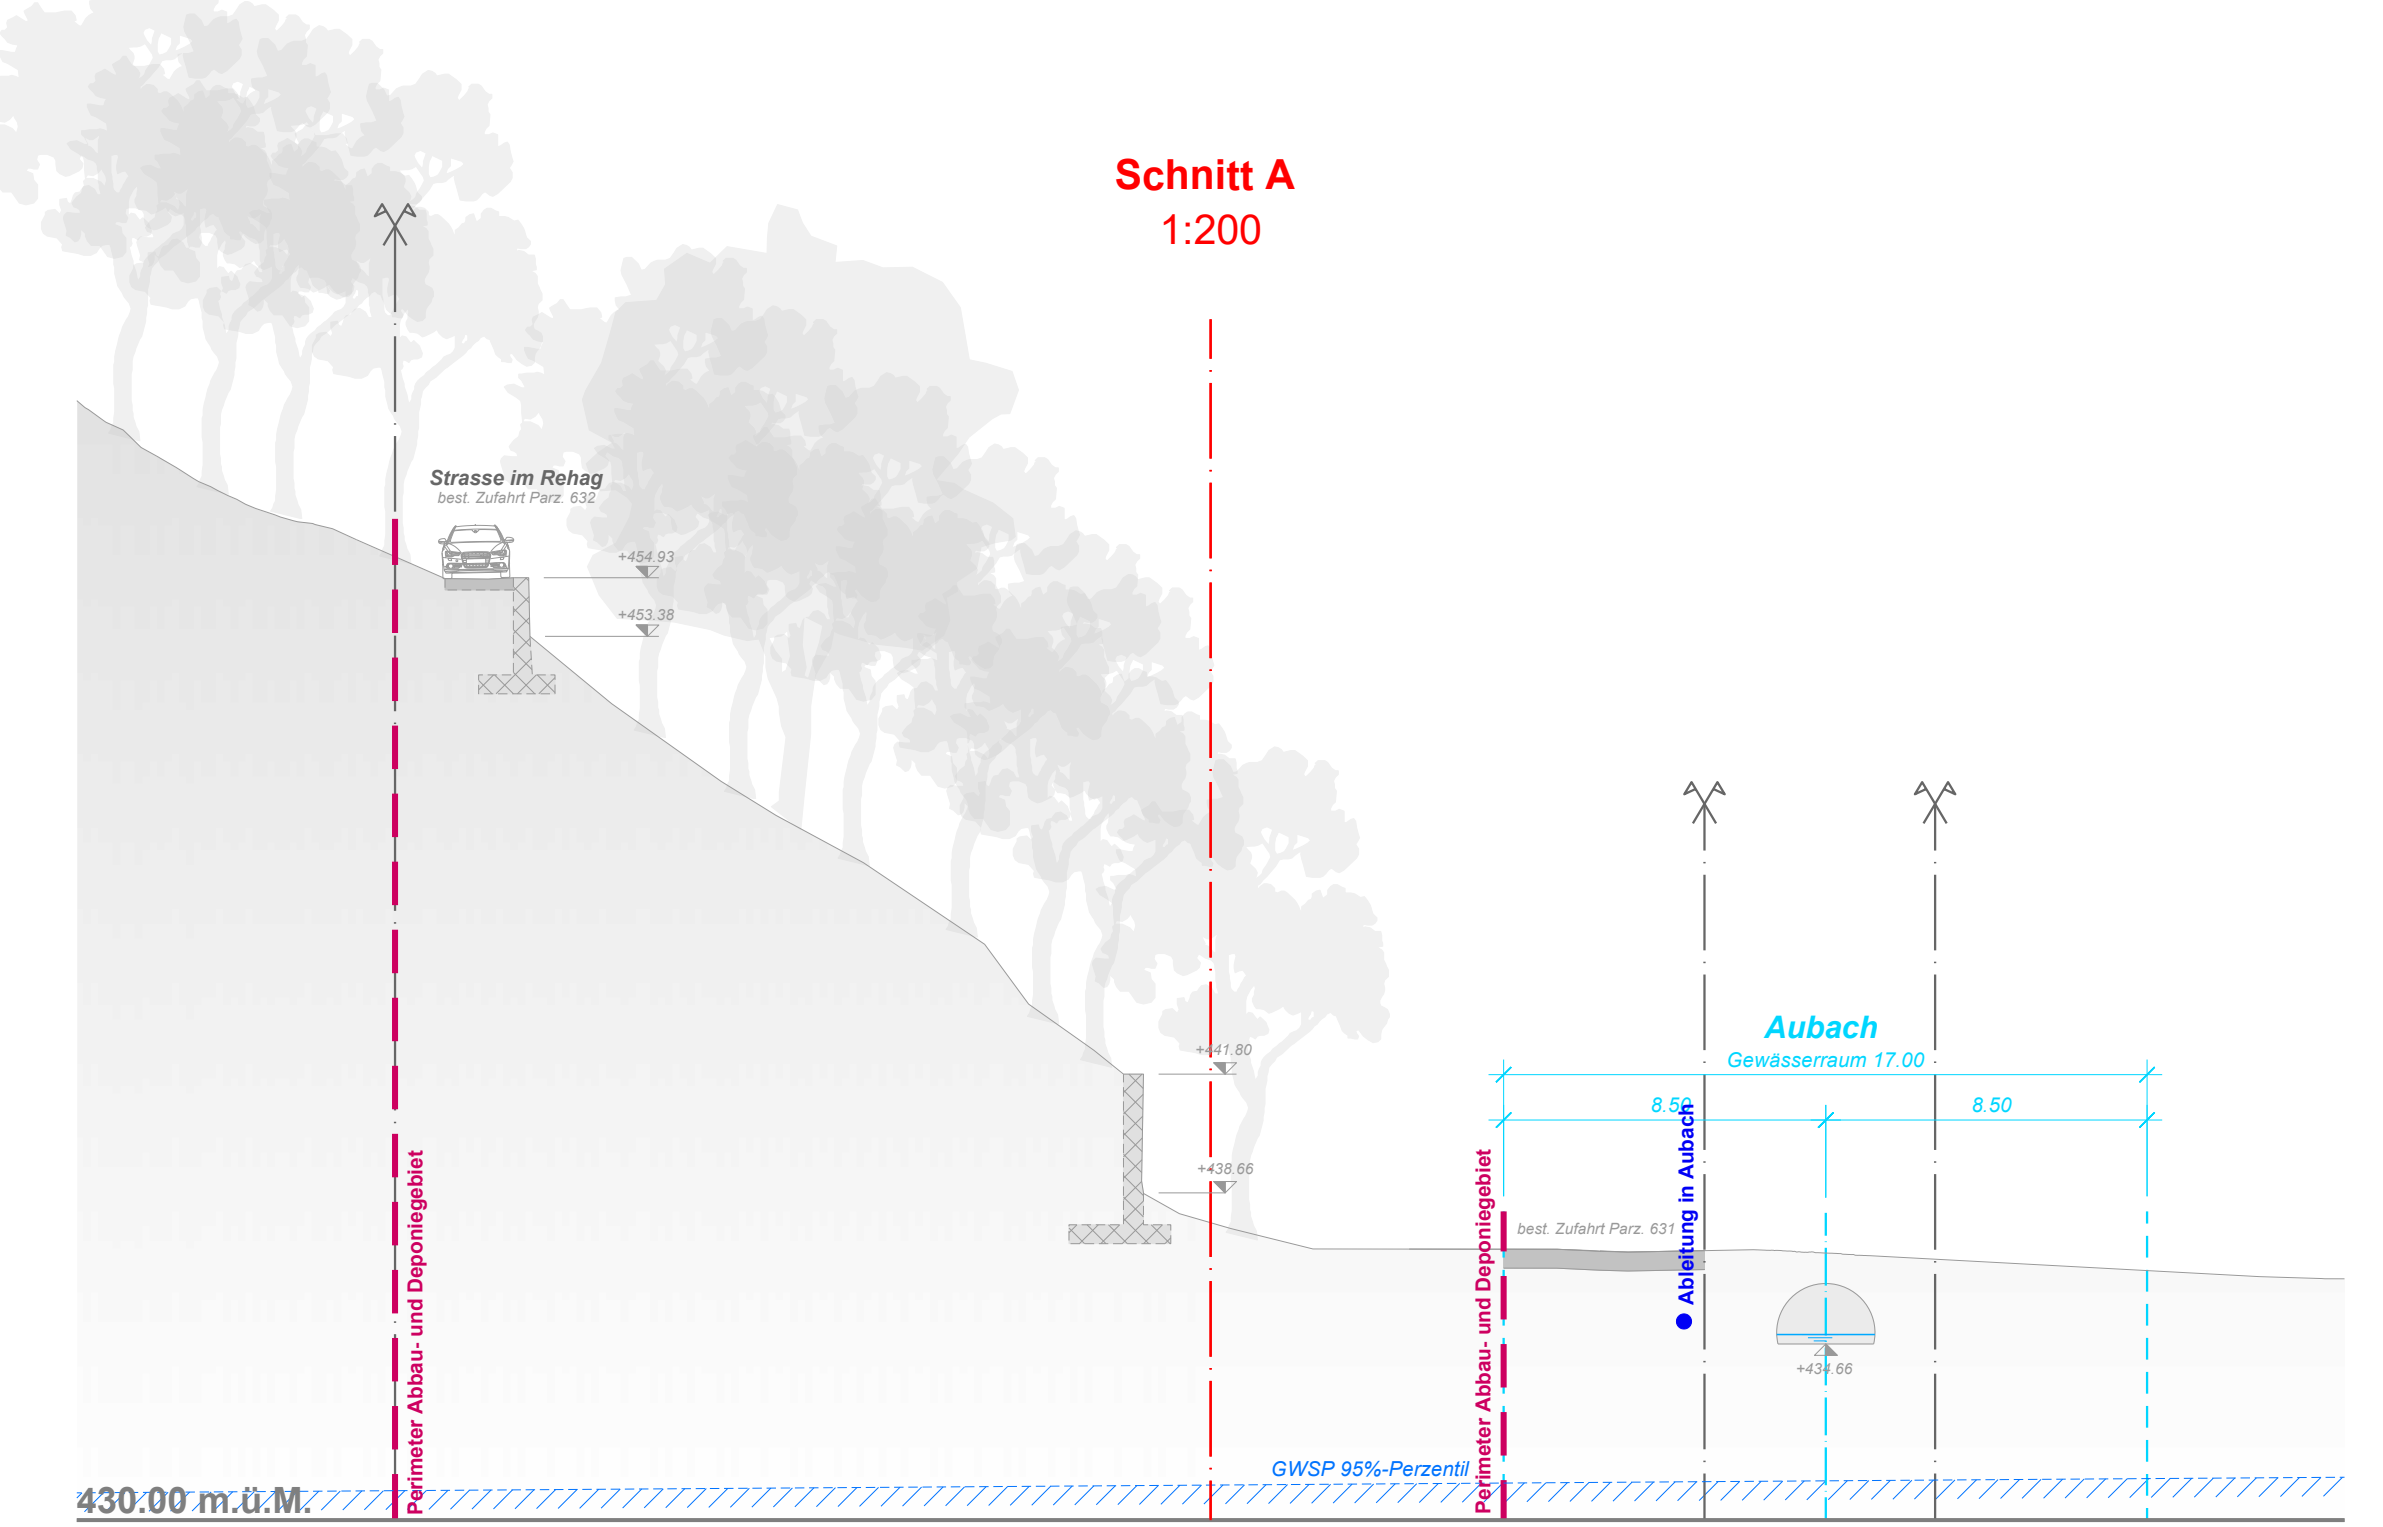 Schnitt A
1:200
Strasse im Rehag
best. Zufahrt Parz. 632
+454.93
+453.38
Aubach
+441.80
Gewässerraum 17.00
8.50
8.50
+438.66
Ableitung in Aubach
best. Zufahrt Parz. 631
Perimeter Abbau- und Deponiegebiet
Perimeter Abbau- und Deponiegebiet
+434.66
GWSP 95%-Perzentil
430.00 m.ü.M.